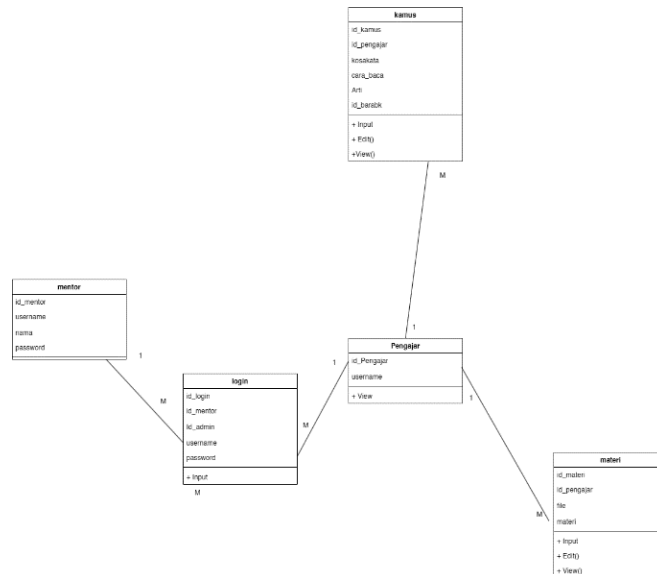 kamus
id_kamus
id_pengajar
kosakata
cara_baca
Arti
id_barabk
+ Input
+ Edit()
+View()
M
1
mentor
id_mentor
username
nama
password
1
M
login
id_login
id_mentor
Id_admin
username
password
+ Input
M
M
1
Pengajar
id_Pengajar
username
+ View
1
M
materi
id_materi
id_pengajar
file
materi
+ Input
+ Edit()
+ View()